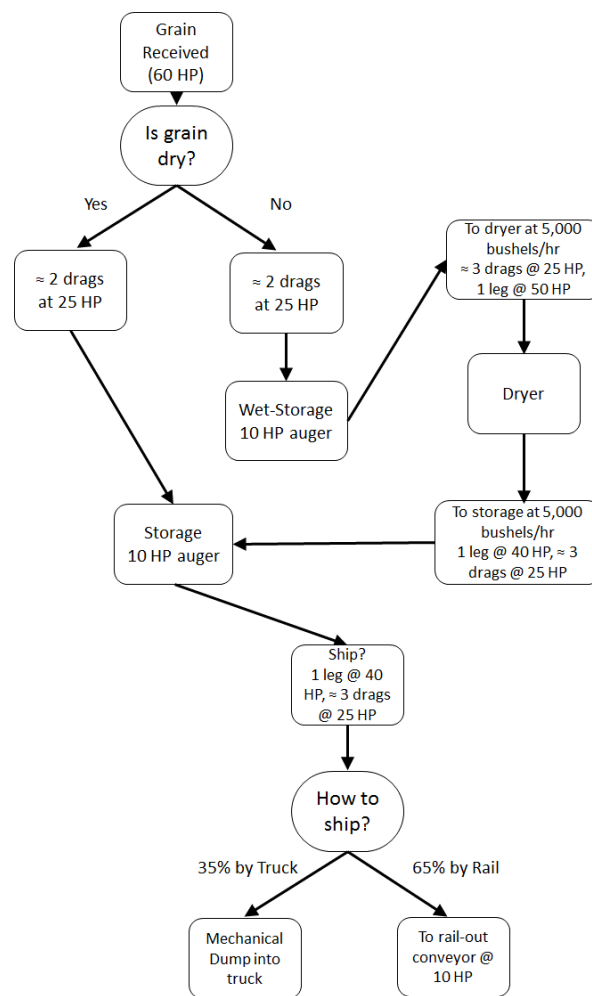 Grain
Received
(60 HP)
Is grain
dry?
Yes
No
≈ 2 drags
at 25 HP
≈ 2 drags
at 25 HP
To dryer at 5,000
bushels/hr
≈ 3 drags @ 25 HP,
1 leg @ 50 HP
Wet-Storage
10 HP auger
Dryer
Storage
10 HP auger
To storage at 5,000
bushels/hr
1 leg @ 40 HP, ≈ 3
drags @ 25 HP
Ship?
1 leg @ 40
HP, ≈ 3 drags
@ 25 HP
How to
ship?
35% by Truck
65% by Rail
Mechanical
Dump into
truck
To rail-out
conveyor @
10 HP